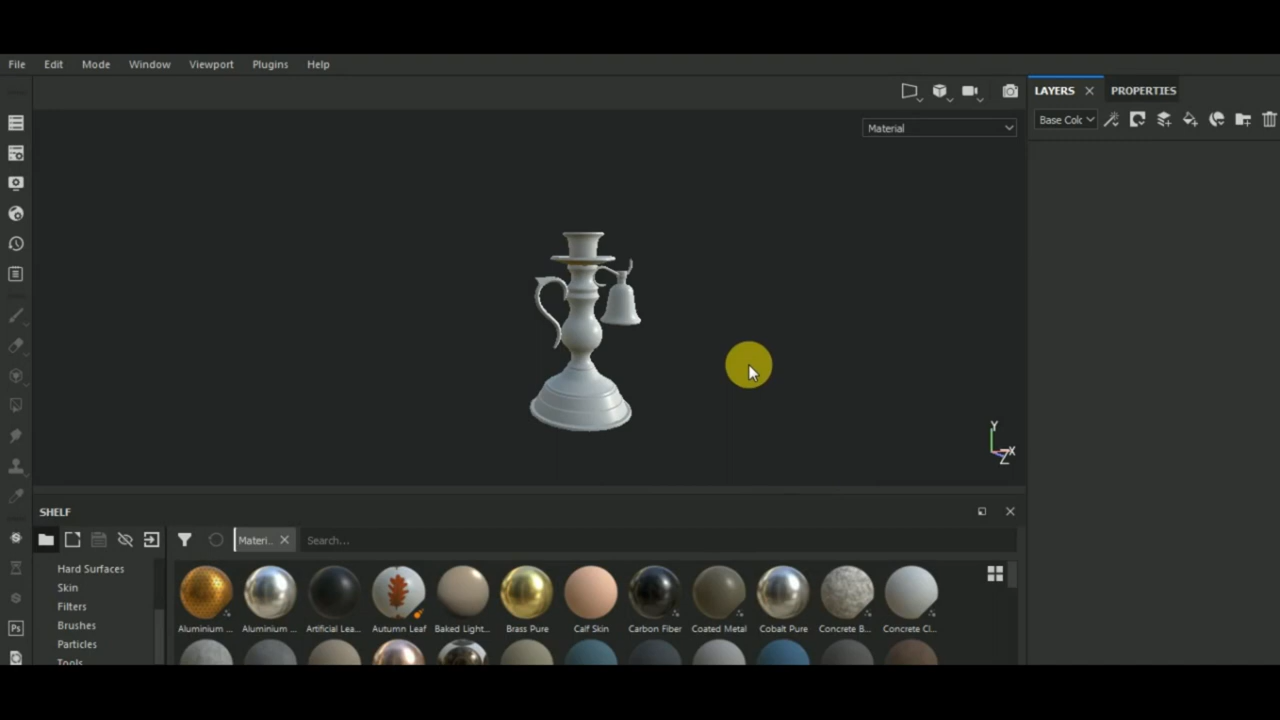 File Edit Mode Window Viewport Plugins Help
LAYERS PROPERTIES
Base Colc
Material
Y
X
Z
SHELF
Materi... Search...
Hard Surfaces
Skin
Filters
Brushes
Particles
Tools
Aluminium ... Aluminium ... Artificial Lea... Autumn Leaf Baked Light... Brass Pure Calf Skin Carbon Fiber Coated Metal Cobalt Pure Concrete B... Concrete Cl...
Ps